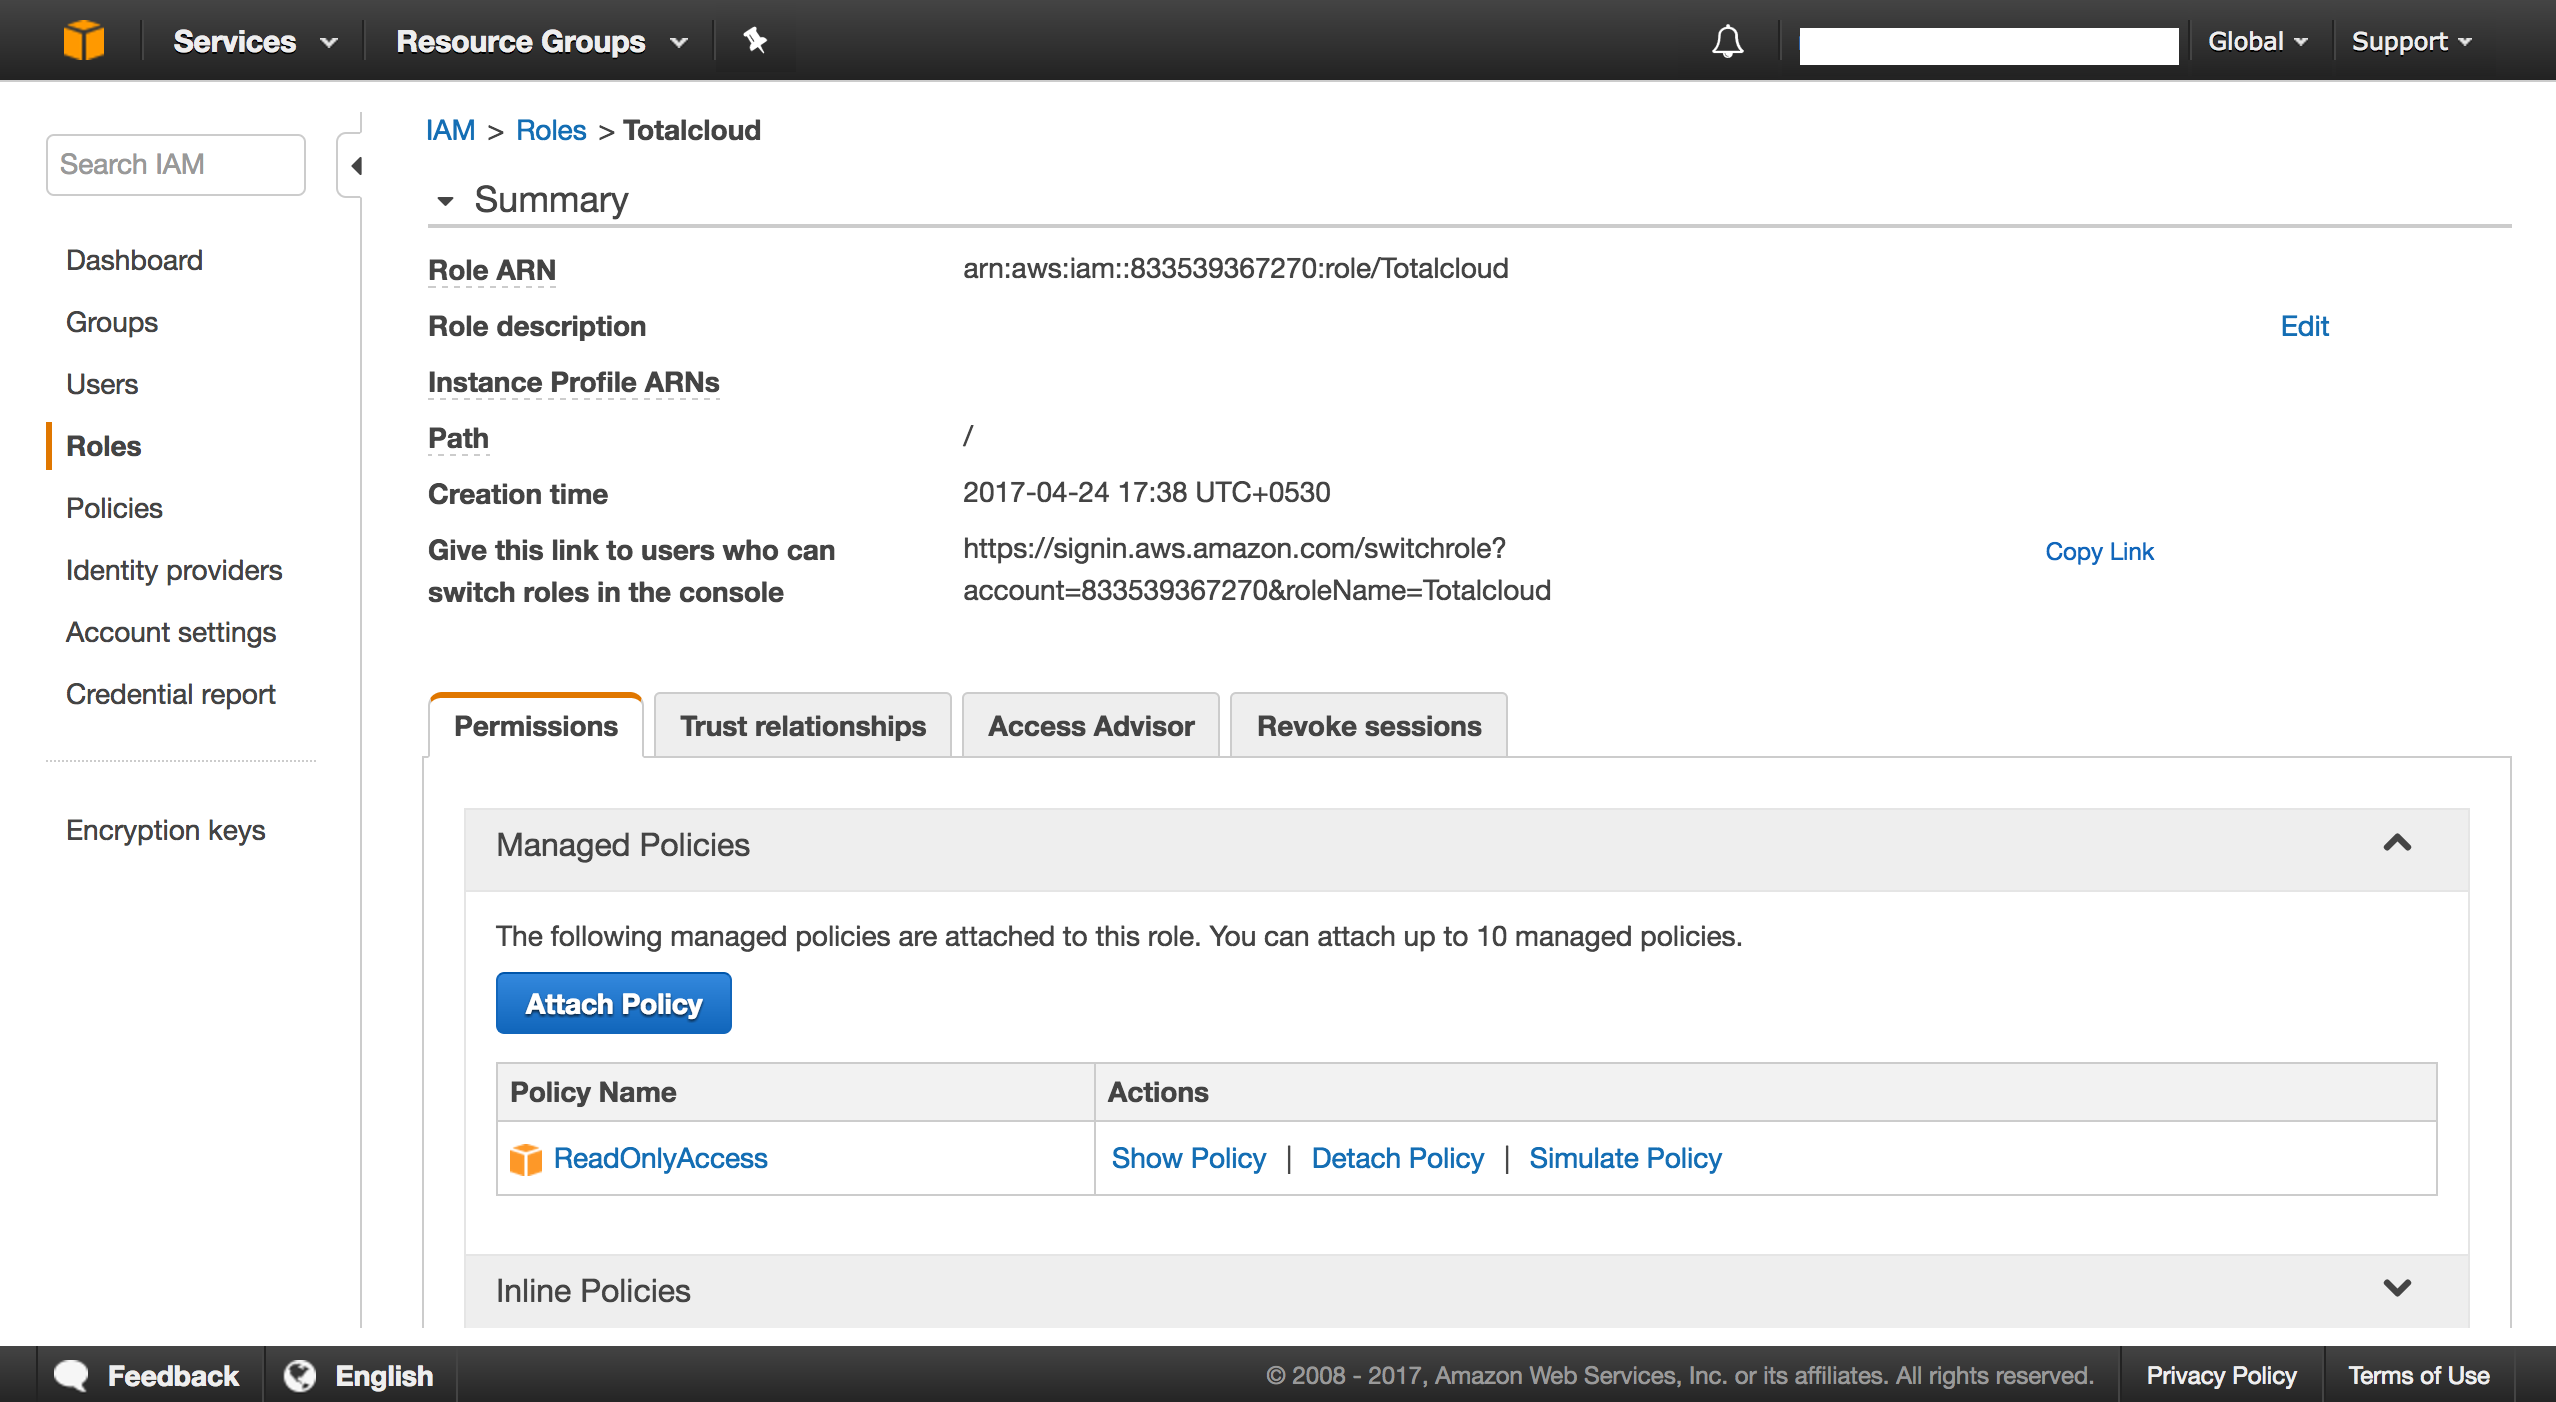 Services
Resource Groups
Global
Support
Search IAM
Dashboard
Groups
Users
Roles
Policies
Identity providers
Account settings
Credential report
Encryption keys
IAM > Roles > Totalcloud
Summary
Role ARN arn:aws:iam::833539367270:role/Totalcloud
Role description Edit
Instance Profile ARNs
Path /
Creation time 2017-04-24 17:38 UTC+0530
Give this link to users who can https://signin.aws.amazon.com/switchrole? Copy Link
switch roles in the console account=833539367270&roleName=Totalcloud
Permissions Trust relationships Access Advisor Revoke sessions
Managed Policies
The following managed policies are attached to this role. You can attach up to 10 managed policies.
Attach Policy
Policy Name Actions
ReadOnlyAccess Show Policy | Detach Policy | Simulate Policy
Inline Policies
Feedback English © 2008 - 2017, Amazon Web Services, Inc. or its affiliates. All rights reserved. Privacy Policy Terms of Use